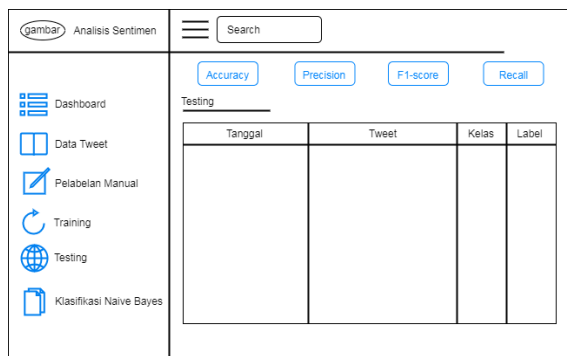 gambar Analisis Sentimen
Search
Dashboard
Data Tweet
Pelabelan Manual
Training
Testing
Klasifikasi Naive Bayes
Accuracy Precision F1-score Recall
Testing
Tanggal Tweet Kelas Label